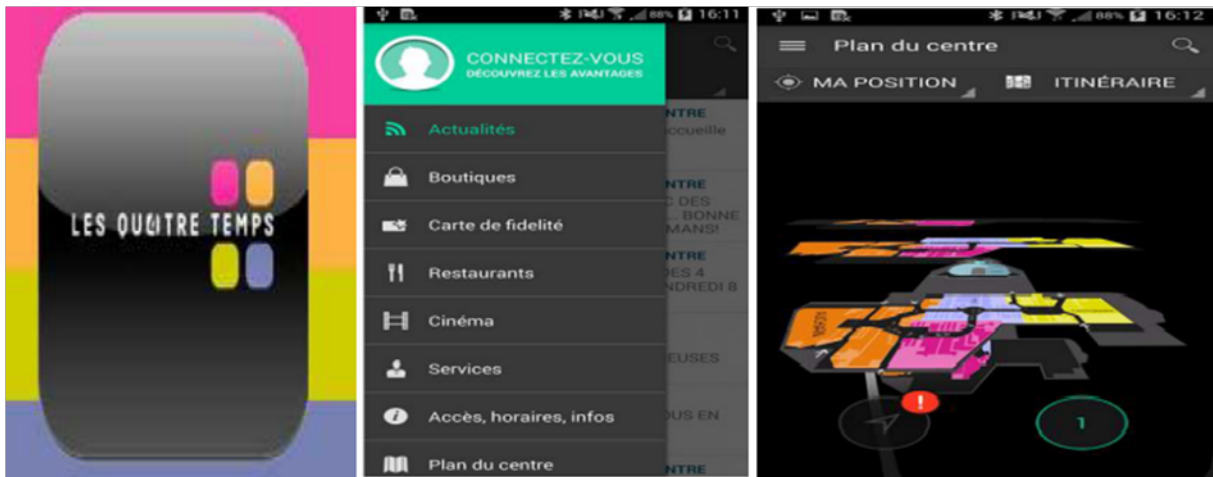 LES QUATRE TEMPS
88% 16:11
CONNECTEZ-VOUS
DÉCOUVREZ LES AVANTAGES
Actualités
Boutiques
Carte de fidelité
Restaurants
Cinéma
Services
Accès, horaires, infos
Plan du centre
NTRE
ccueille
NTRE
C DES
... BONNE
MANS!
NTRE
DES 4
NDREDI 8
EUSES
OUS EN
NTRE
88% 16:12
Plan du centre
MA POSITION
ITINÉRAIRE
!
1